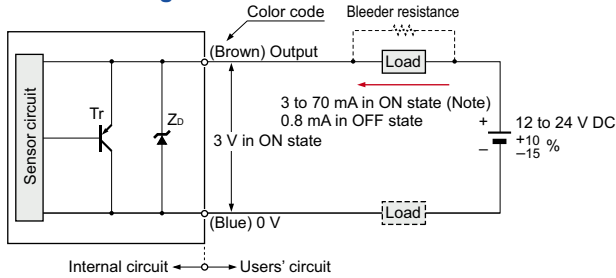 Color code
Bleeder resistance
(Brown) Output
Load
Sensor circuit
Tr
ZD
3 to 70 mA in ON state (Note)
0.8 mA in OFF state
3 V in ON state
+
–
12 to 24 V DC
+10
–15 %
(Blue) 0 V
Load
Internal circuit
Users' circuit